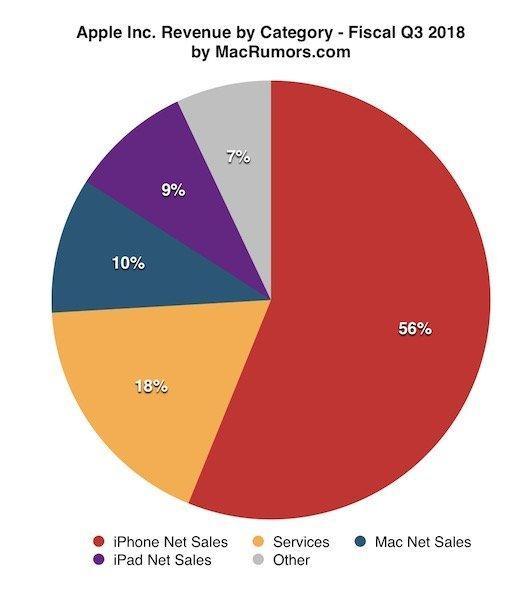 Apple Inc. Revenue by Category - Fiscal Q3 2018
by MacRumors.com
7%
9%
10%
56%
18%
iPhone Net Sales Services Mac Net Sales
iPad Net Sales Other